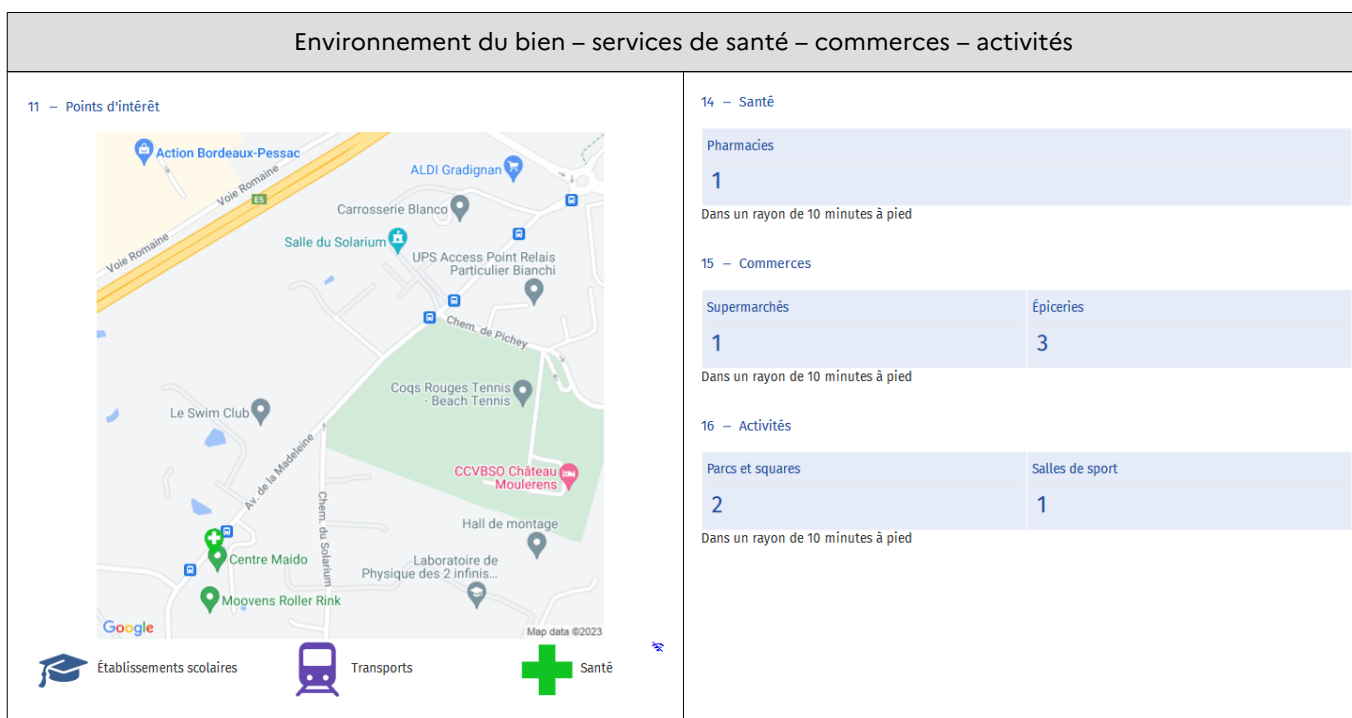 Environnement du bien – services de santé – commerces – activités
11 – Points d'intérêt
Action Bordeaux-Pessac
ALDI Gradignan
Voie Romaine
E5
Carrosserie Blanco
Salle du Solarium
Voie Romaine
UPS Access Point Relais
Particulier Bianchi
Chem. de Pichey
Coqs Rouges Tennis
- Beach Tennis
Le Swim Club
Av. de la Madeleine
CCVBSO Château
Moulerens
Chem. du Solarium
Hall de montage
Centre Maido
Laboratoire de
Physique des 2 infinis...
Moovens Roller Rink
Google
Map data ©2023
Établissements scolaires
Transports
Santé
14 – Santé
Pharmacies
1
Dans un rayon de 10 minutes à pied
15 – Commerces
Supermarchés
Épiceries
1
3
Dans un rayon de 10 minutes à pied
16 – Activités
Parcs et squares
Salles de sport
2
1
Dans un rayon de 10 minutes à pied